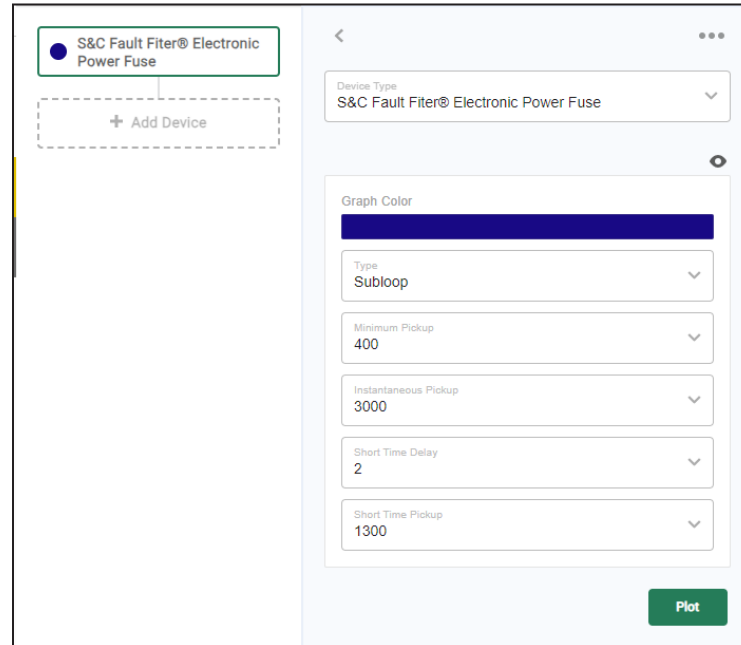 S&C Fault Fiter® Electronic
Power Fuse
+ Add Device
Device Type
S&C Fault Fiter® Electronic Power Fuse
Graph Color
Type
Subloop
Minimum Pickup
400
Instantaneous Pickup
3000
Short Time Delay
2
Short Time Pickup
1300
Plot